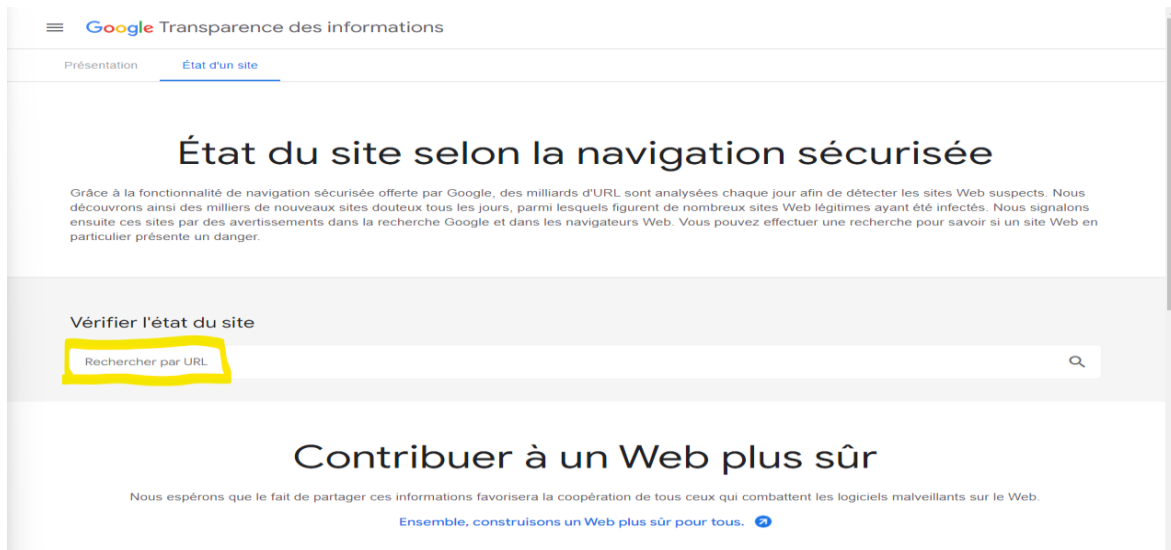 Google Transparence des informations
Présentation
État d'un site
État du site selon la navigation sécurisée
Grâce à la fonctionnalité de navigation sécurisée offerte par Google, des milliards d'URL sont analysées chaque jour afin de détecter les sites Web suspects. Nous
découvrons ainsi des milliers de nouveaux sites douteux tous les jours, parmi lesquels figurent de nombreux sites Web légitimes ayant été infectés. Nous signalons
ensuite ces sites par des avertissements dans la recherche Google et dans les navigateurs Web. Vous pouvez effectuer une recherche pour savoir si un site Web en
particulier présente un danger.
Vérifier l'état du site
Rechercher par URL
Contribuer à un Web plus sûr
Nous espérons que le fait de partager ces informations favorisera la coopération de tous ceux qui combattent les logiciels malveillants sur le Web.
Ensemble, construisons un Web plus sûr pour tous.